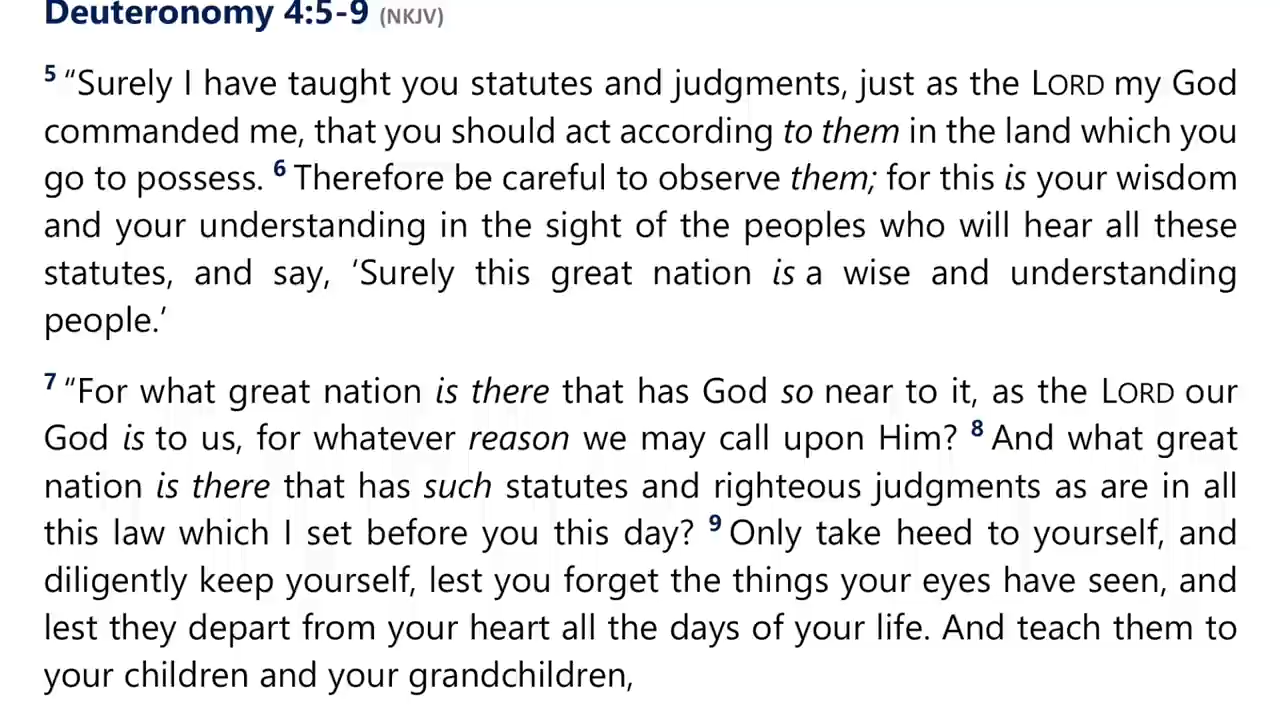 Deuteronomy 4:5-9 (NKJV)
5 “Surely I have taught you statutes and judgments, just as the LORD my God
commanded me, that you should act according to them in the land which you
go to possess. 6 Therefore be careful to observe them; for this is your wisdom
and your understanding in the sight of the peoples who will hear all these
statutes, and say, ‘Surely this great nation is a wise and understanding
people.’
7 “For what great nation is there that has God so near to it, as the LORD our
God is to us, for whatever reason we may call upon Him? 8 And what great
nation is there that has such statutes and righteous judgments as are in all
this law which I set before you this day? 9 Only take heed to yourself, and
diligently keep yourself, lest you forget the things your eyes have seen, and
lest they depart from your heart all the days of your life. And teach them to
your children and your grandchildren,